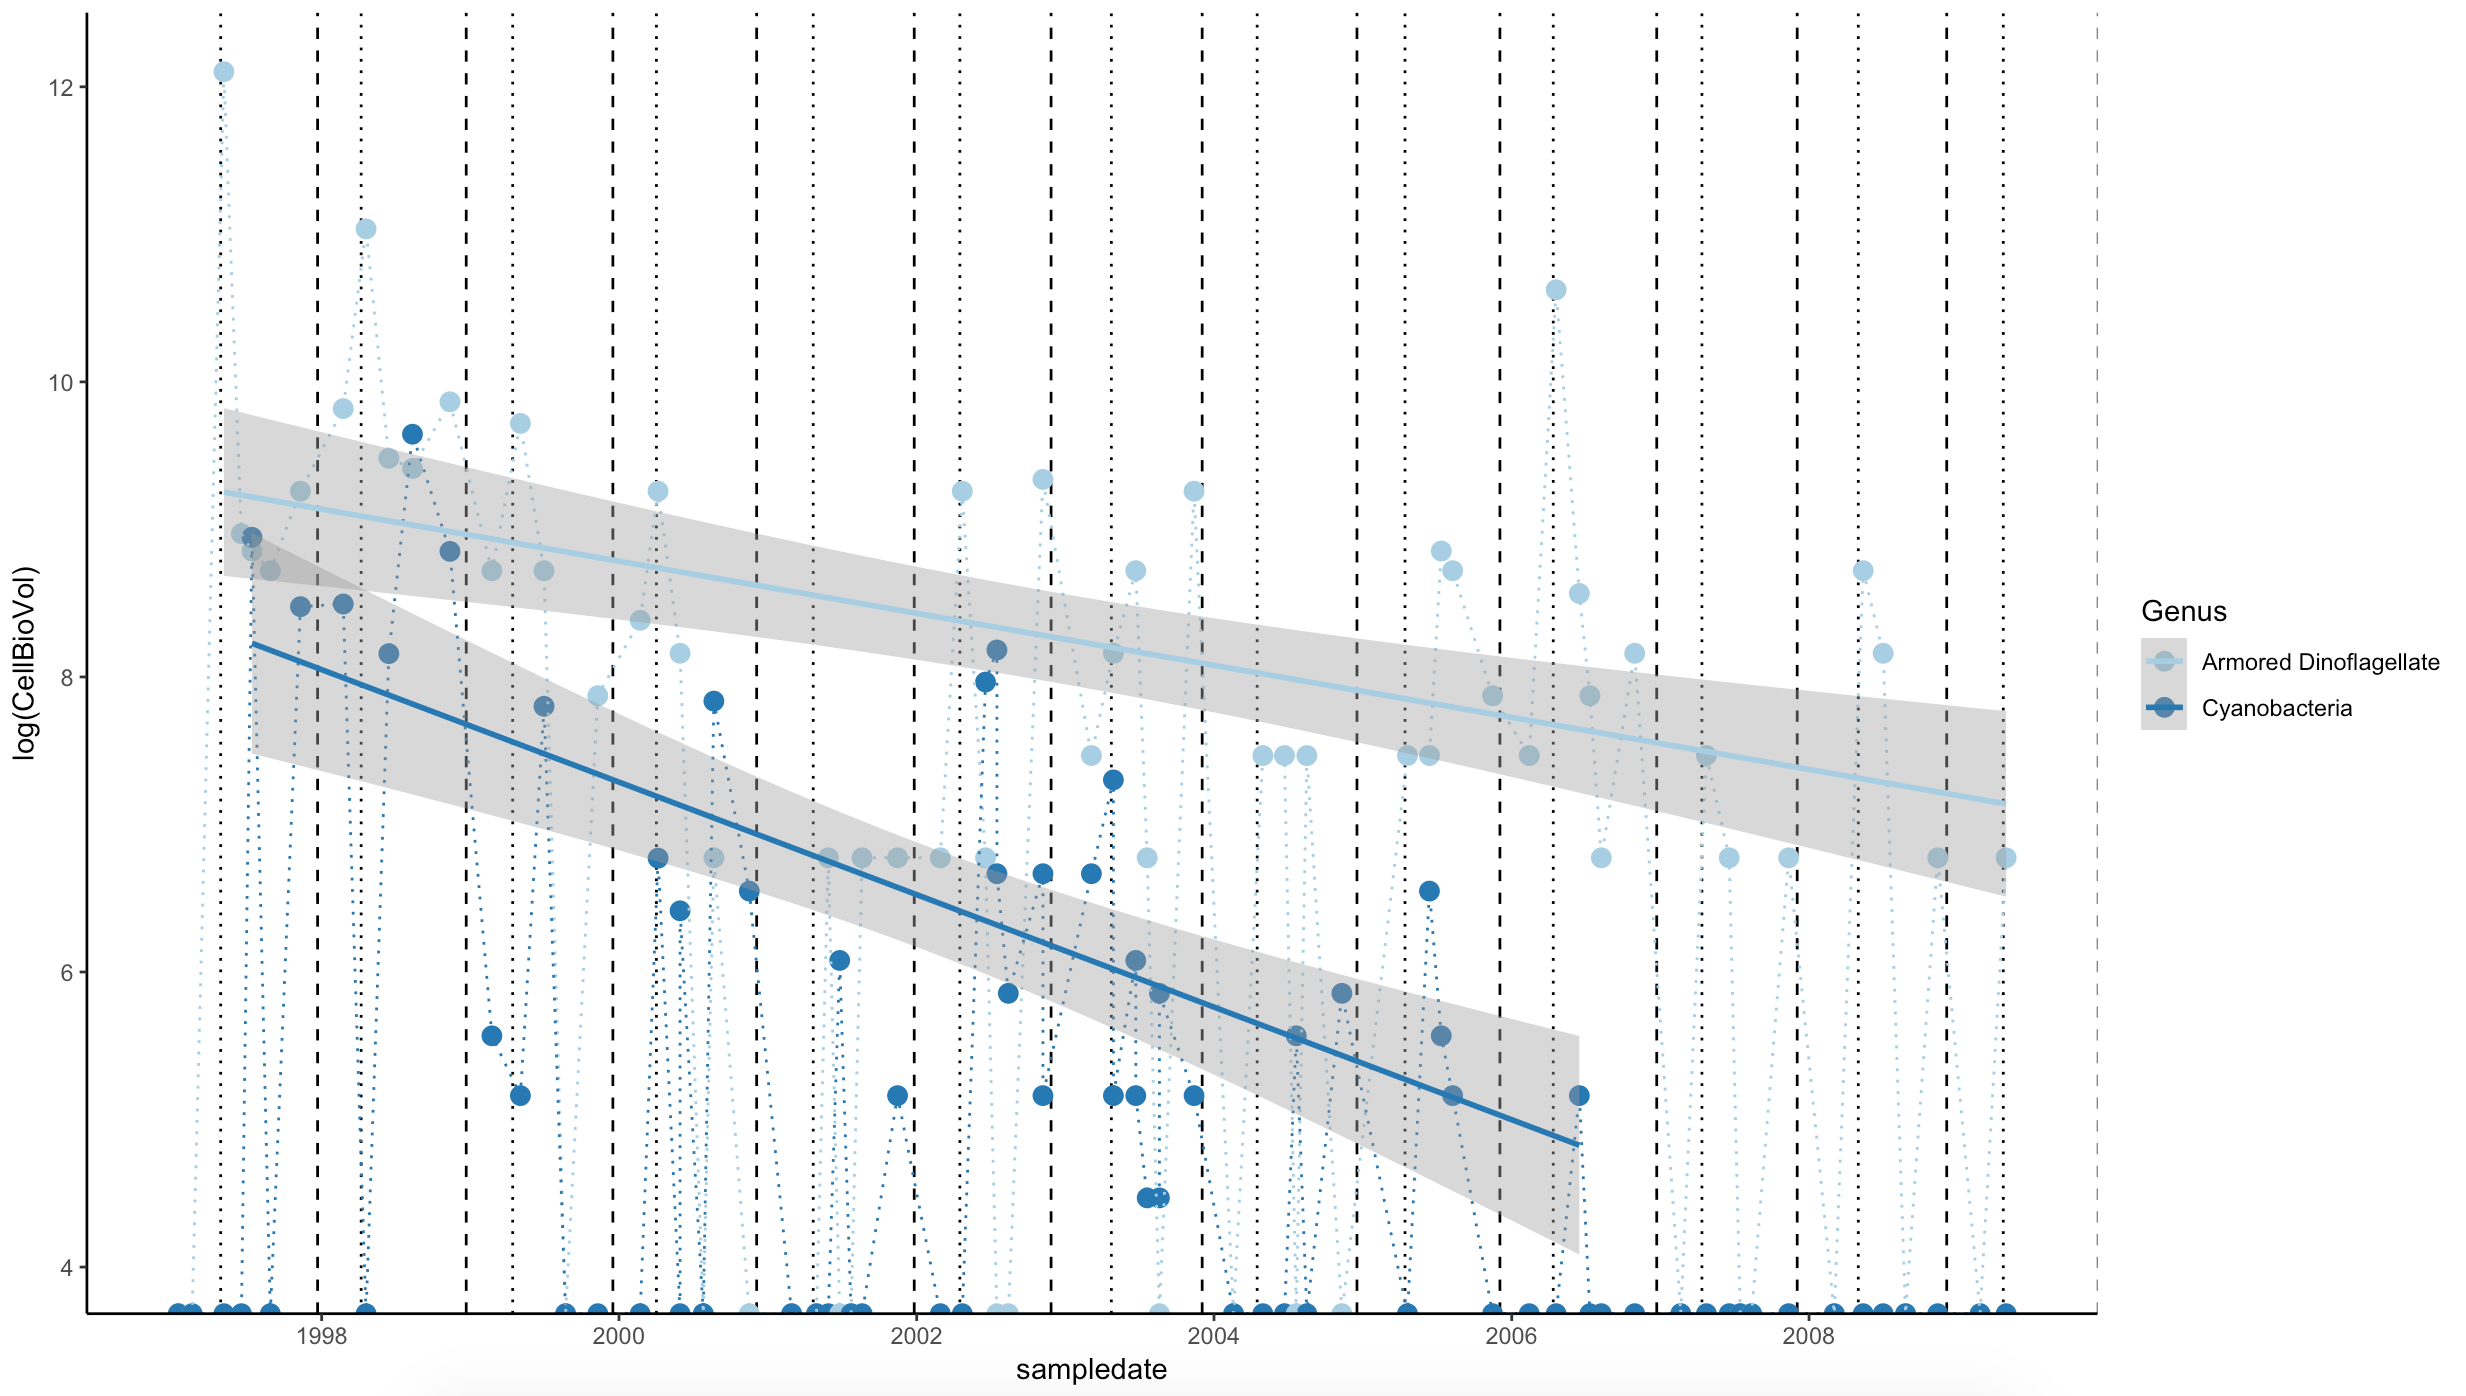 log(CellBioVol)
12
10
8
6
4
1998 2000 2002 2004 2006 2008
sampledate
Genus
Armored Dinoflagellate
Cyanobacteria